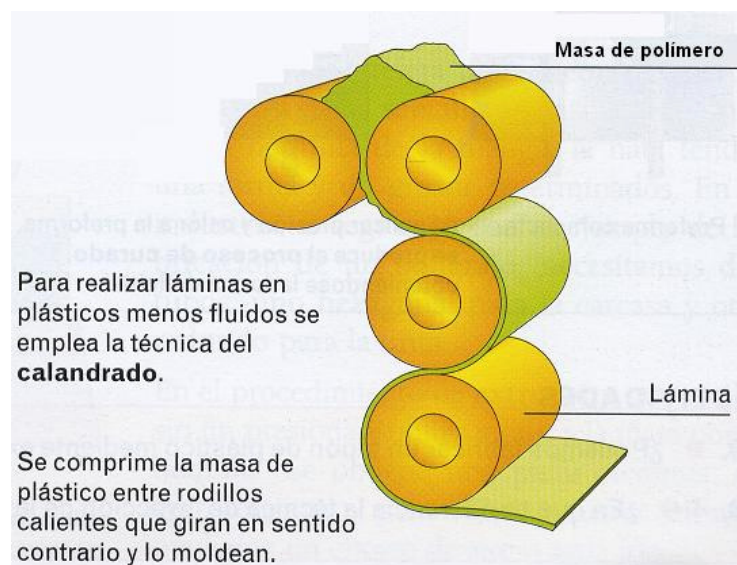 Masa de polímero
Para realizar láminas en
plásticos menos fluidos se
emplea la técnica del
calandrado.
Lámina
Se comprime la masa de
plástico entre rodillos
calientes que giran en sentido
contrario y lo moldean.